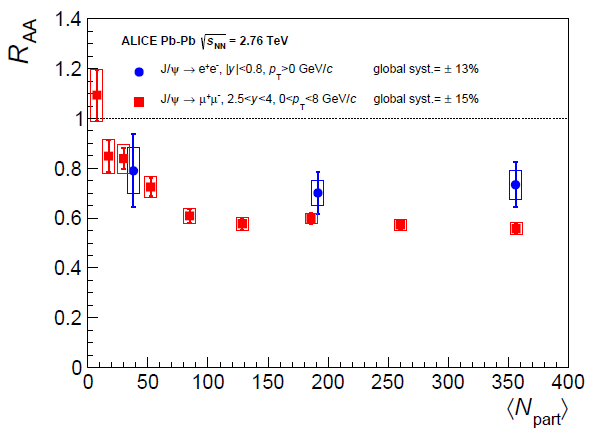 R_AA
ALICE Pb-Pb √s_NN = 2.76 TeV
J/ψ → e⁺e⁻, |y|<0.8, p_T>0 GeV/c global syst.= ± 13%
J/ψ → μ⁺μ⁻, 2.5<y<4, 0<p_T<8 GeV/c global syst.= ± 15%
1.4
1.2
1
0.8
0.6
0.4
0.2
0
0 50 100 150 200 250 300 350 400
⟨N_part⟩